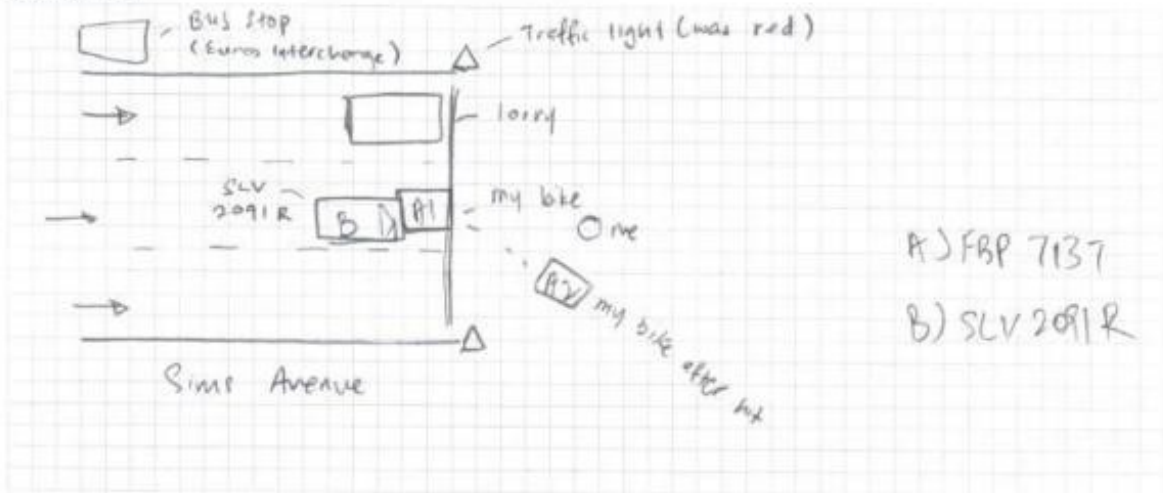 Bus Stop
(Eunos interchange)
Traffic light (was red)
lorry
SLV
2091R
B
A1
my bike
me
A2
my bike after hit
Sims Avenue
A) FBP 7137
B) SLV 2091R